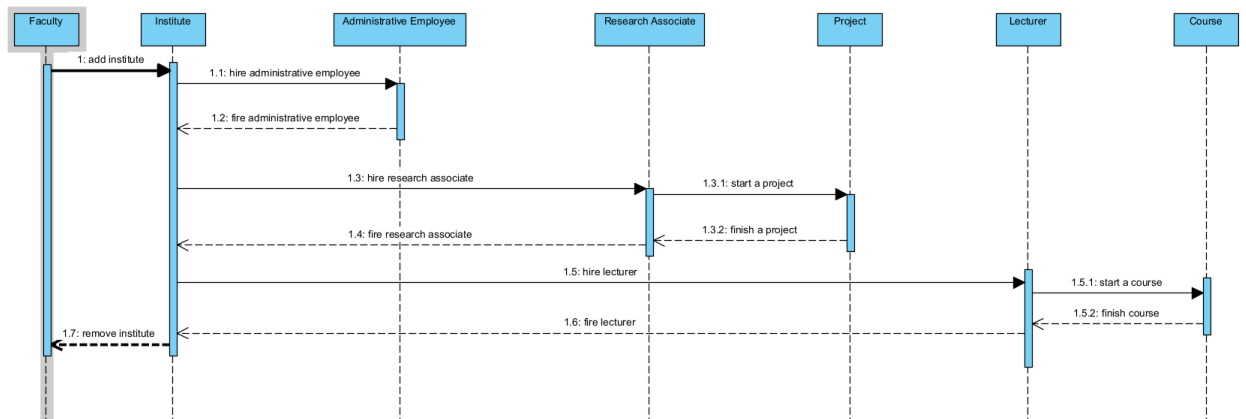 Faculty
Institute
Administrative Employee
Research Associate
Project
Lecturer
Course
1: add institute
1.1: hire administrative employee
1.2: fire administrative employee
1.3: hire research associate
1.3.1: start a project
1.3.2: finish a project
1.4: fire research associate
1.5: hire lecturer
1.5.1: start a course
1.5.2: finish course
1.6: fire lecturer
1.7: remove institute